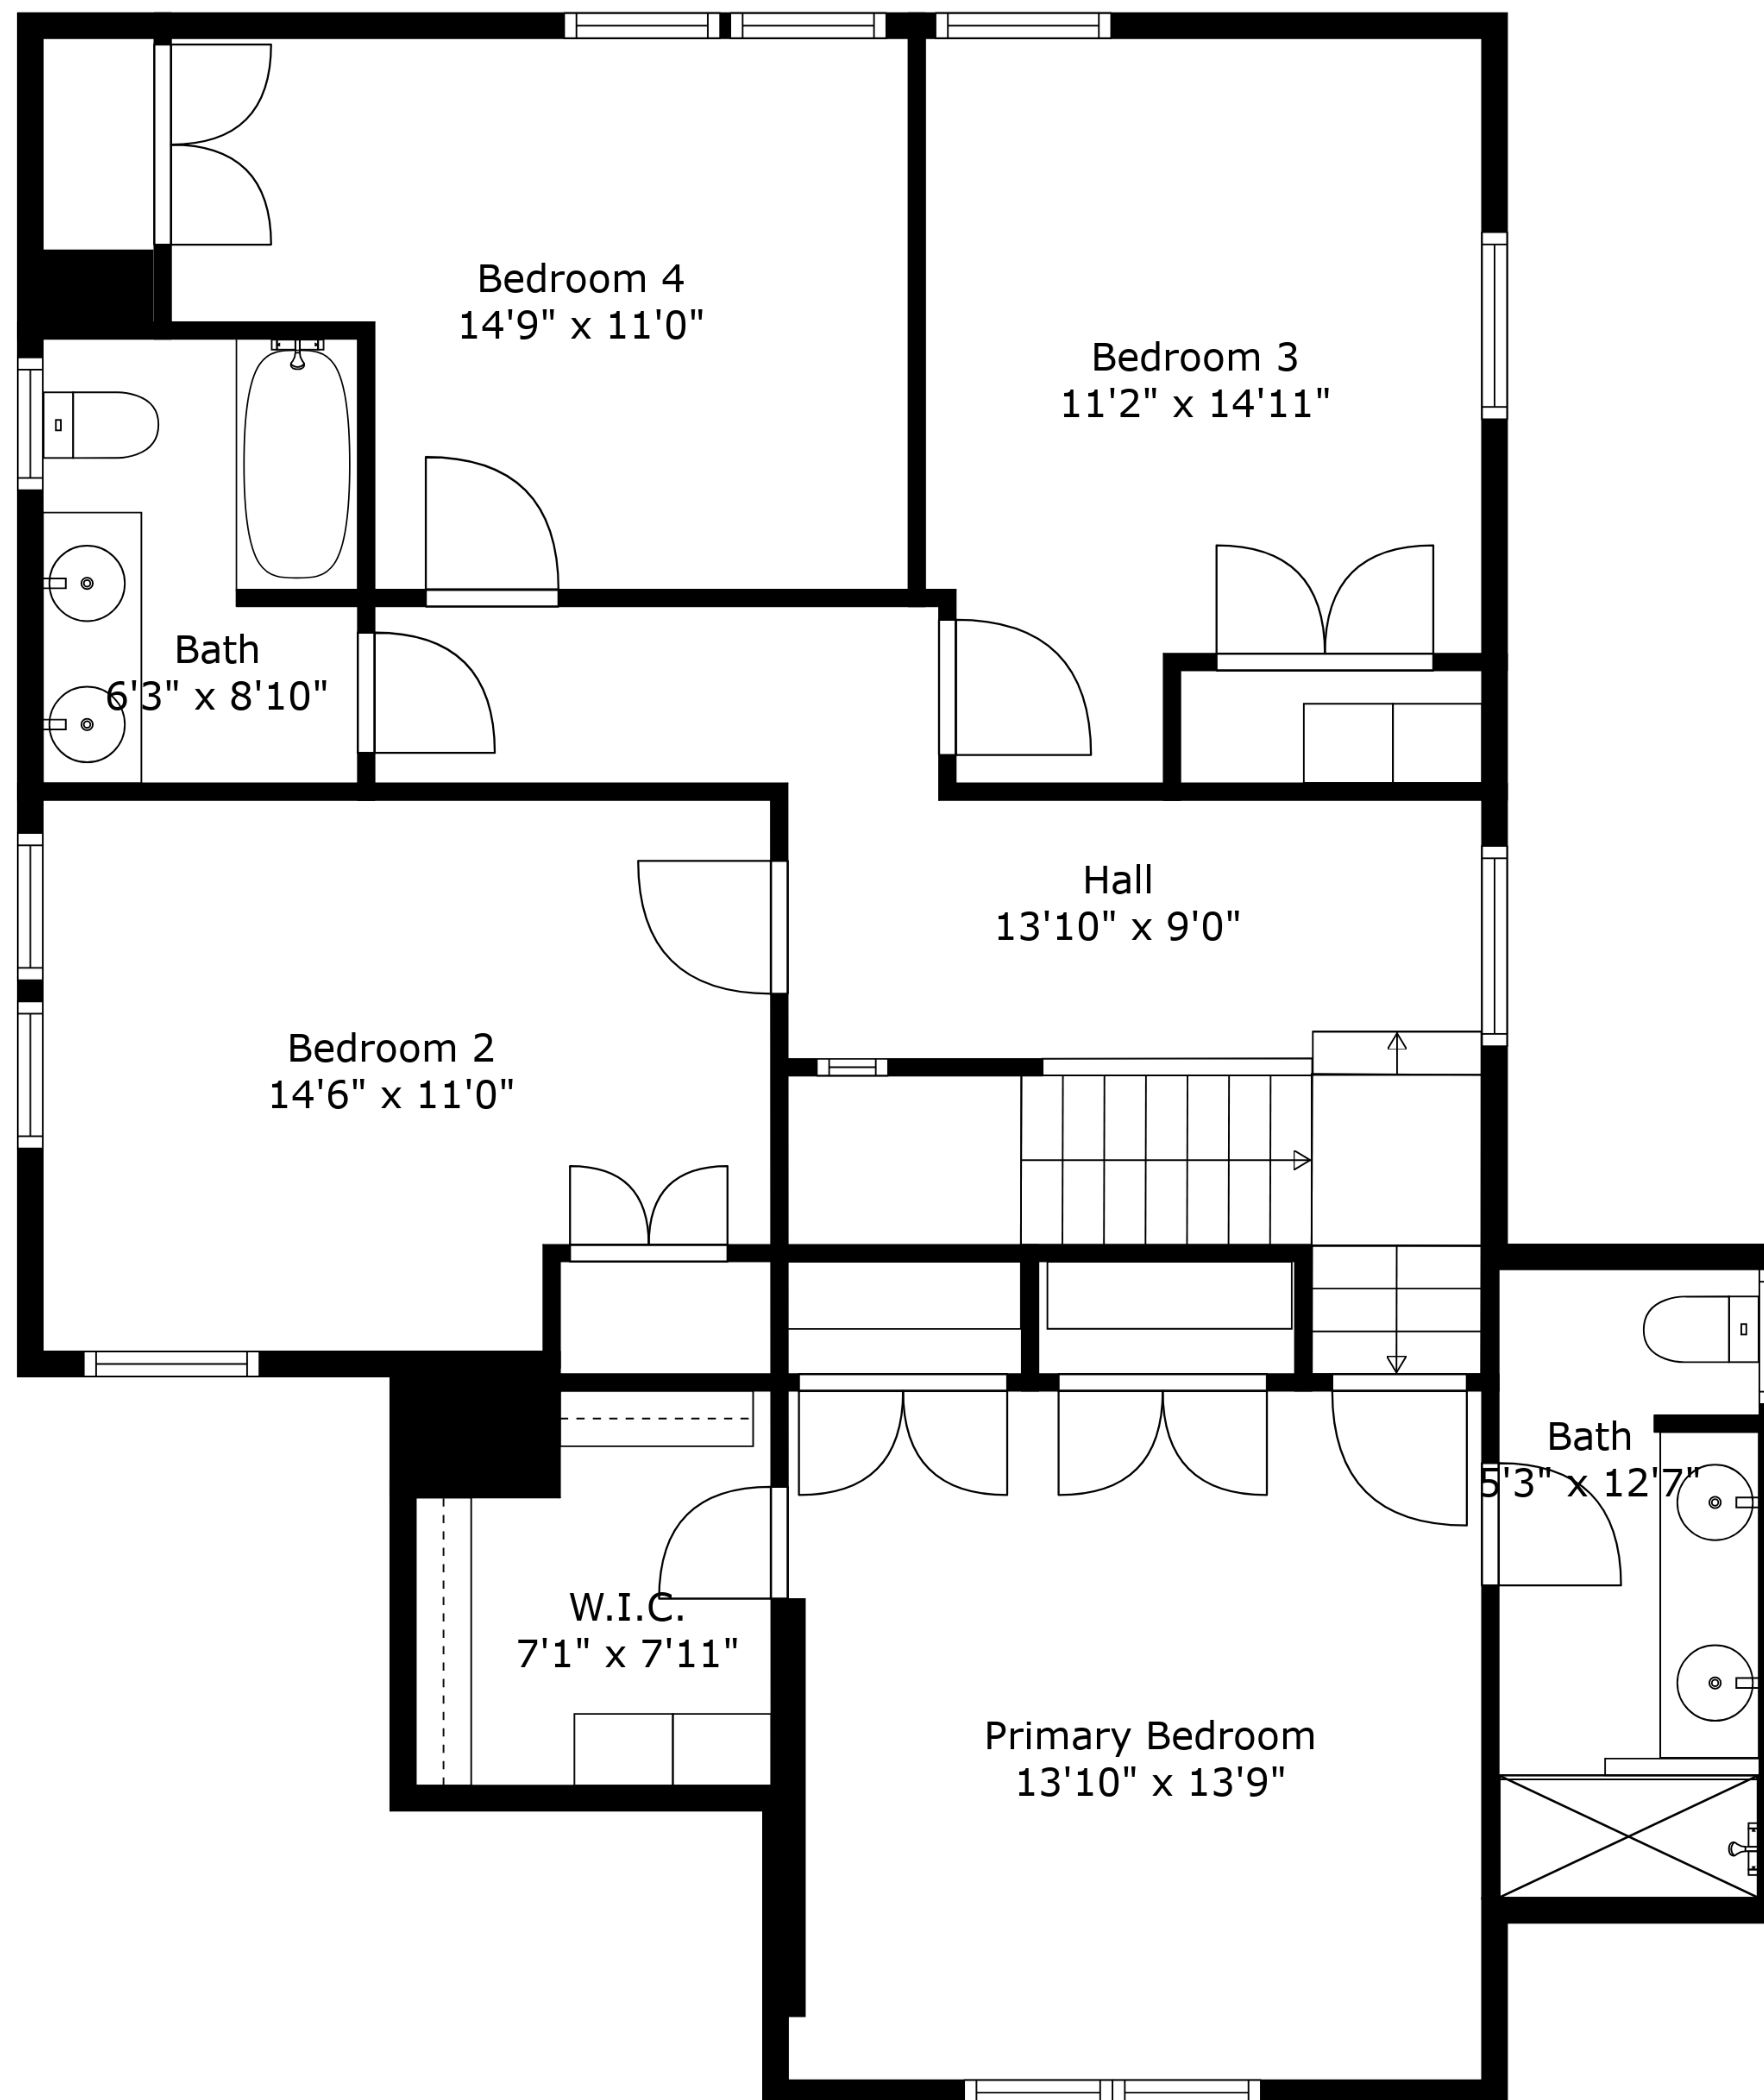 Bedroom 4
14'9" x 11'0"
Bedroom 3
11'2" x 14'11"
Bath
6'3" x 8'10"
Hall
13'10" x 9'0"
Bedroom 2
14'6" x 11'0"
Bath
5'3" x 12'7"
W.I.C.
7'1" x 7'11"
Primary Bedroom
13'10" x 13'9"